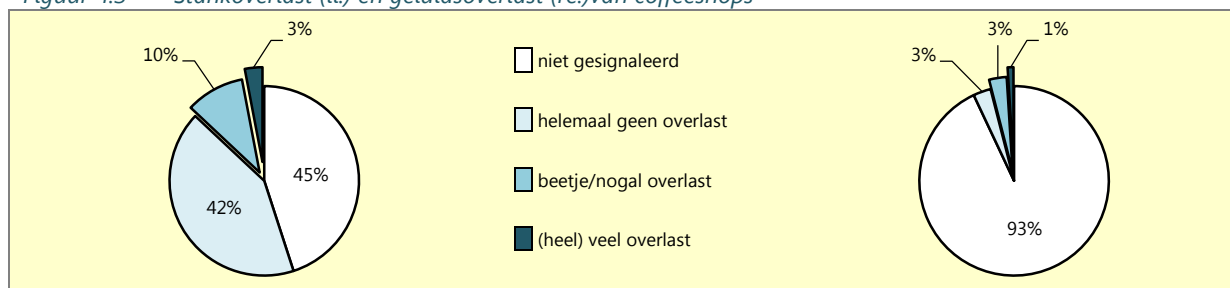 Figuur 4.3 Stankoverlast (li.) en geluidsoverlast (re.)van coffeeshops
3%
10%
45%
42%
niet gesignaleerd
helemaal geen overlast
beetje/nogal overlast
(heel) veel overlast
3%
3%
1%
93%